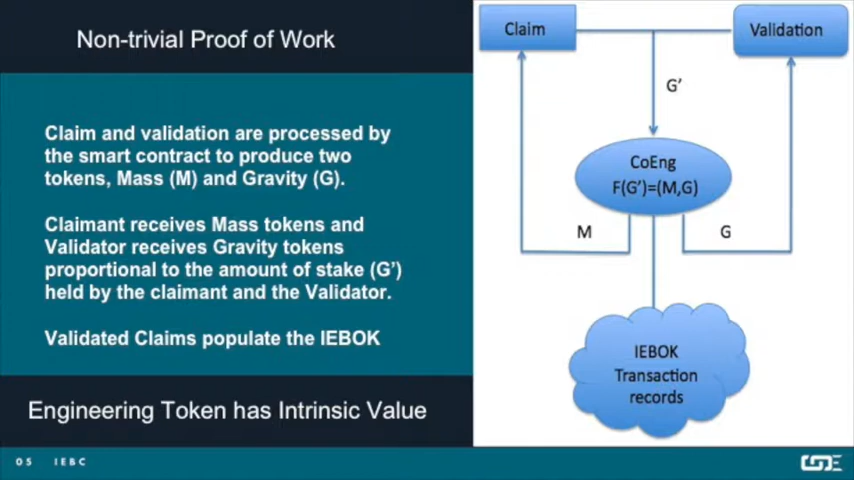 Non-trivial Proof of Work
Claim and validation are processed by
the smart contract to produce two
tokens, Mass (M) and Gravity (G).
Claimant receives Mass tokens and
Validator receives Gravity tokens
proportional to the amount of stake (G’)
held by the claimant and the Validator.
Validated Claims populate the IEBOK
Engineering Token has Intrinsic Value
05 IEBC
Claim
Validation
G’
CoEng
F(G’)=(M,G)
M
G
IEBOK
Transaction
records